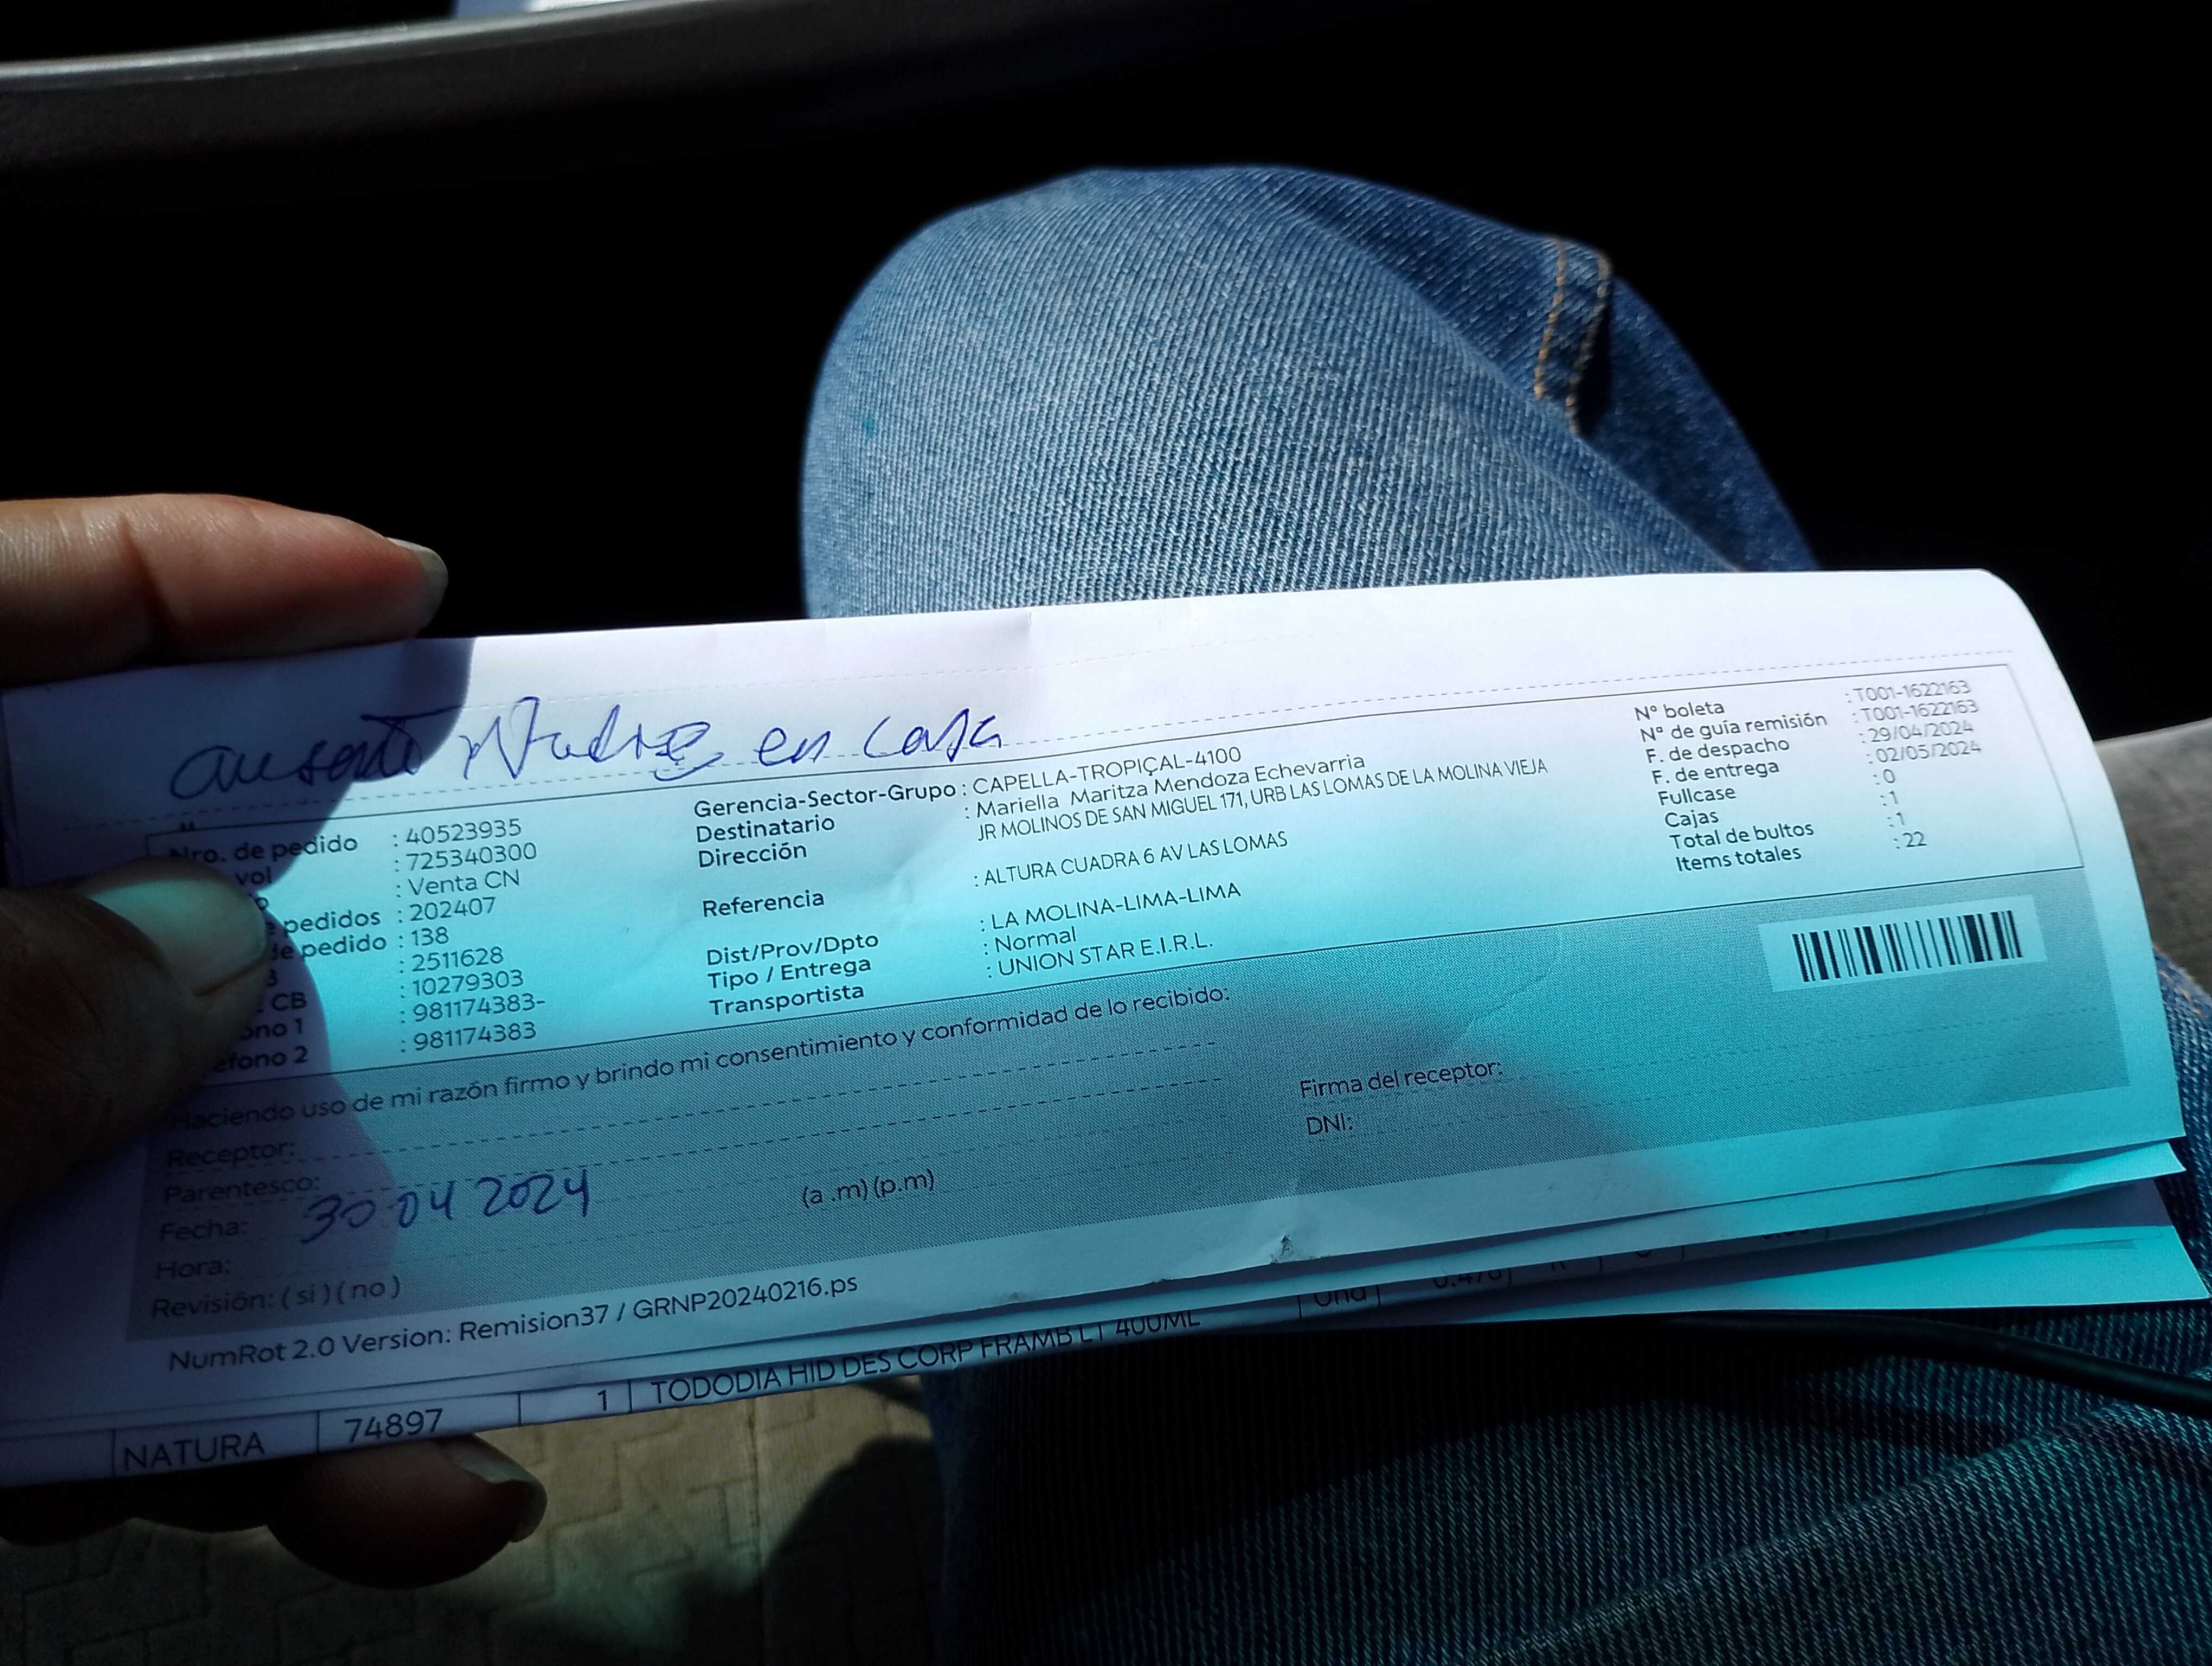 ausente Nadie en casa
Nro. de pedido : 40523935
vol : 725340300
: Venta CN
pedidos : 202407
de pedido : 138
: 2511628
CB : 10279303
ono 1 : 981174383-
efono 2 : 981174383
Gerencia-Sector-Grupo : CAPELLA-TROPICAL-4100
Destinatario : Mariella Maritza Mendoza Echevarria
Dirección JR MOLINOS DE SAN MIGUEL 171, URB LAS LOMAS DE LA MOLINA VIEJA
Referencia : ALTURA CUADRA 6 AV LAS LOMAS
Dist/Prov/Dpto : LA MOLINA-LIMA-LIMA
Tipo / Entrega : Normal
Transportista : UNION STAR E.I.R.L.
N° boleta : T001-1622163
N° de guía remisión : T001-1622163
F. de despacho : 29/04/2024
F. de entrega : 02/05/2024
Fullcase : 0
Cajas : 1
Total de bultos : 1
Items totales : 22
Haciendo uso de mi razón firmo y brindo mi consentimiento y conformidad de lo recibido:
Receptor:
Parentesco:
Fecha: 30 04 2024
Hora: (a .m) (p.m)
Revisión: ( si ) ( no )
Firma del receptor:
DNI:
NumRot 2.0 Version: Remision37 / GRNP20240216.ps
NATURA 74897 1 TODODIA HID DES CORP FRAMB LT 400ML Und 0.476